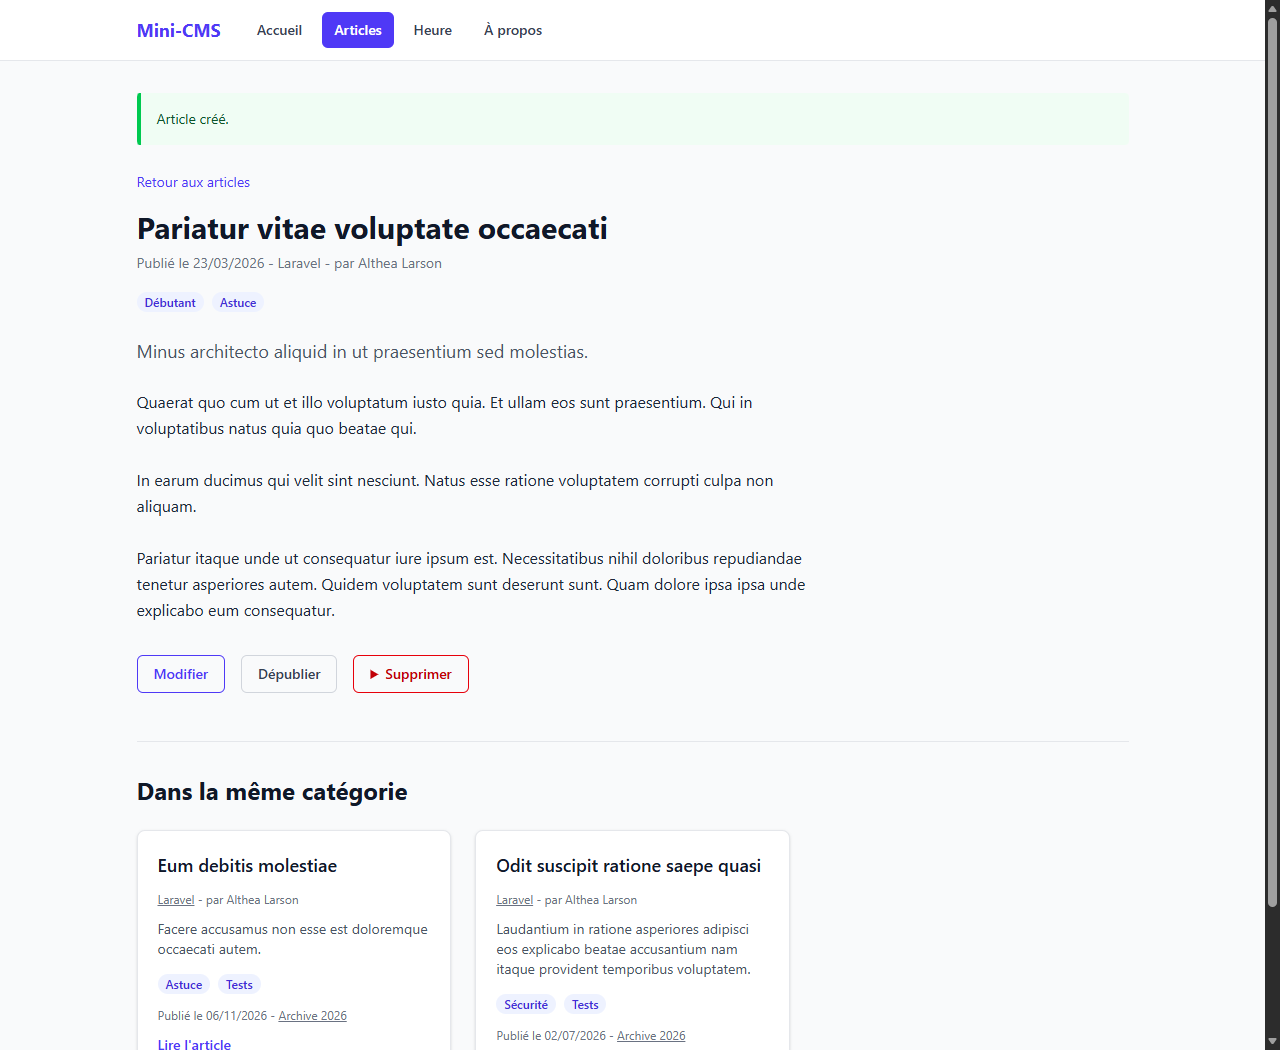 Mini-CMS Accueil Articles Heure À propos
Article créé.
Retour aux articles
Pariatur vitae voluptate occaecati
Publié le 23/03/2026 - Laravel - par Althea Larson
Débutant Astuce
Minus architecto aliquid in ut praesentium sed molestias.
Quaerat quo cum ut et illo voluptatum iusto quia. Et ullam eos sunt praesentium. Qui in
voluptatibus natus quia quo beatae qui.
In earum ducimus qui velit sint nesciunt. Natus esse ratione voluptatem corrupti culpa non
aliquam.
Pariatur itaque unde ut consequatur iure ipsum est. Necessitatibus nihil doloribus repudiandae
tenetur asperiores autem. Quidem voluptatem sunt deserunt sunt. Quam dolore ipsa ipsa unde
explicabo eum consequatur.
Modifier Dépublier Supprimer
Dans la même catégorie
Eum debitis molestiae
Laravel - par Althea Larson
Facere accusamus non esse est doloremque
occaecati autem.
Astuce Tests
Publié le 06/11/2026 - Archive 2026
Lire l'article
Odit suscipit ratione saepe quasi
Laravel - par Althea Larson
Laudantium in ratione asperiores adipisci
eos explicabo beatae accusantium nam
itaque provident temporibus voluptatem.
Sécurité Tests
Publié le 02/07/2026 - Archive 2026